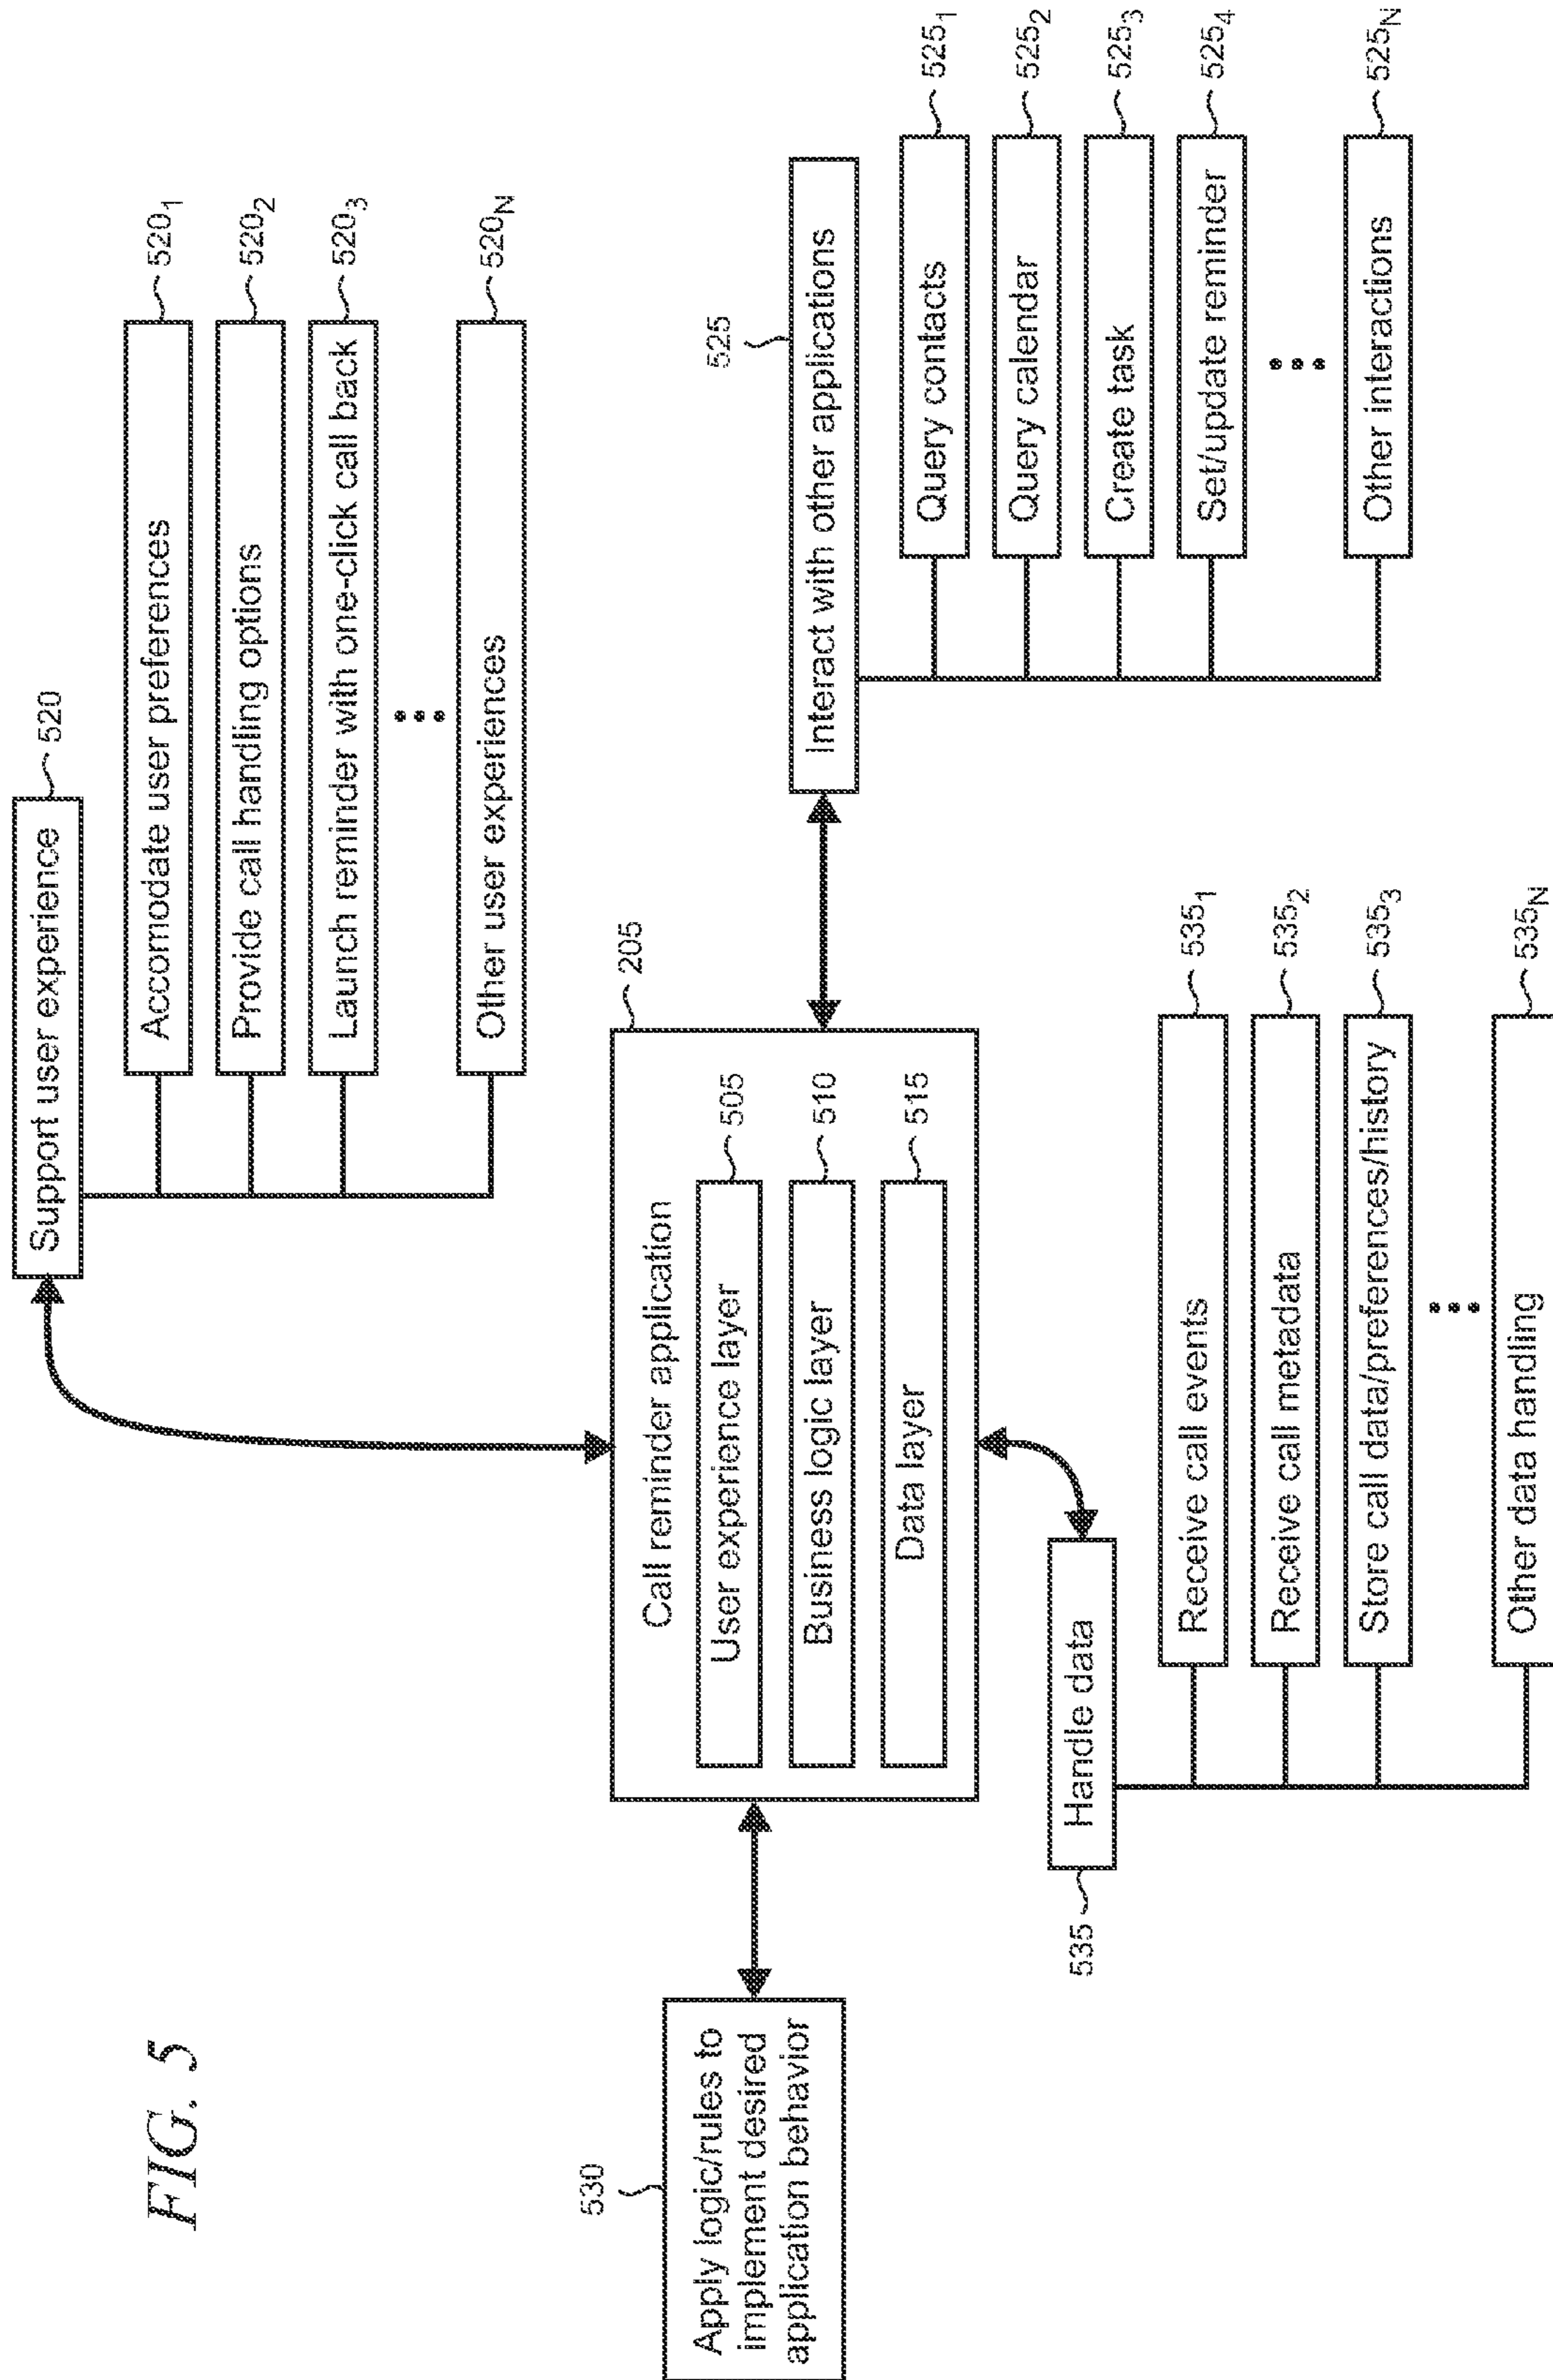 FIG. 5
Support user experience
520
Accomodate user preferences
520₁
Provide call handling options
520₂
Launch reminder with one-click call back
520₃
Other user experiences
520N
530
Apply logic/rules to
implement desired
application behavior
205
Call reminder application
User experience layer
505
Business logic layer
510
Data layer
515
525
Interact with other applications
Query contacts
525₁
Query calendar
525₂
Create task
525₃
Set/update reminder
525₄
Other interactions
525N
535
Handle data
Receive call events
535₁
Receive call metadata
535₂
Store call data/preferences/history
535₃
Other data handling
535N